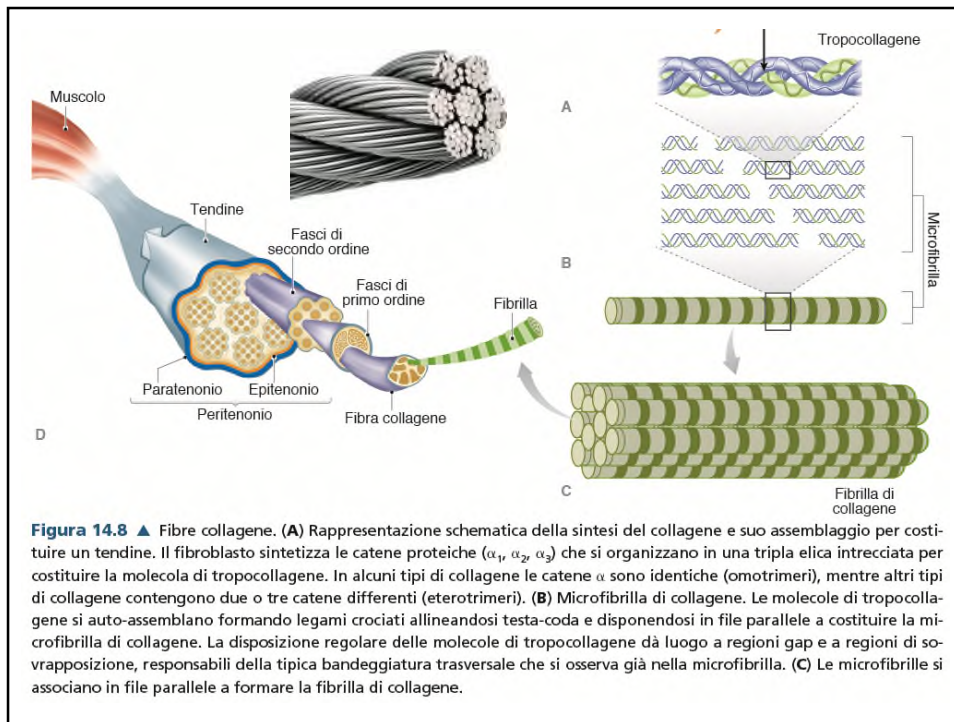 Tropocollagene
Muscolo
A
Tendine
Fasci di
secondo ordine
Microfibrilla
Fasci di
primo ordine
B
Fibrilla
Paratenonio
Epitenonio
Peritenonio
Fibra collagene
D
C
Fibrilla di
collagene
Figura 14.8 ▲ Fibre collagene. (A) Rappresentazione schematica della sintesi del collagene e suo assemblaggio per costi-
tuire un tendine. Il fibroblasto sintetizza le catene proteiche (α₁, α₂, α₃) che si organizzano in una tripla elica intrecciata per
costituire la molecola di tropocollagene. In alcuni tipi di collagene le catene α sono identiche (omotrimeri), mentre altri tipi
di collagene contengono due o tre catene differenti (eterotrimeri). (B) Microfibrilla di collagene. Le molecole di tropocolla-
gene si auto-assemblano formando legami crociati allineandosi testa-coda e disponendosi in file parallele a costituire la mi-
crofibrilla di collagene. La disposizione regolare delle molecole di tropocollagene dà luogo a regioni gap e a regioni di so-
vrapposizione, responsabili della tipica bandeggiatura trasversale che si osserva già nella microfibrilla. (C) Le microfibrille si
associano in file parallele a formare la fibrilla di collagene.